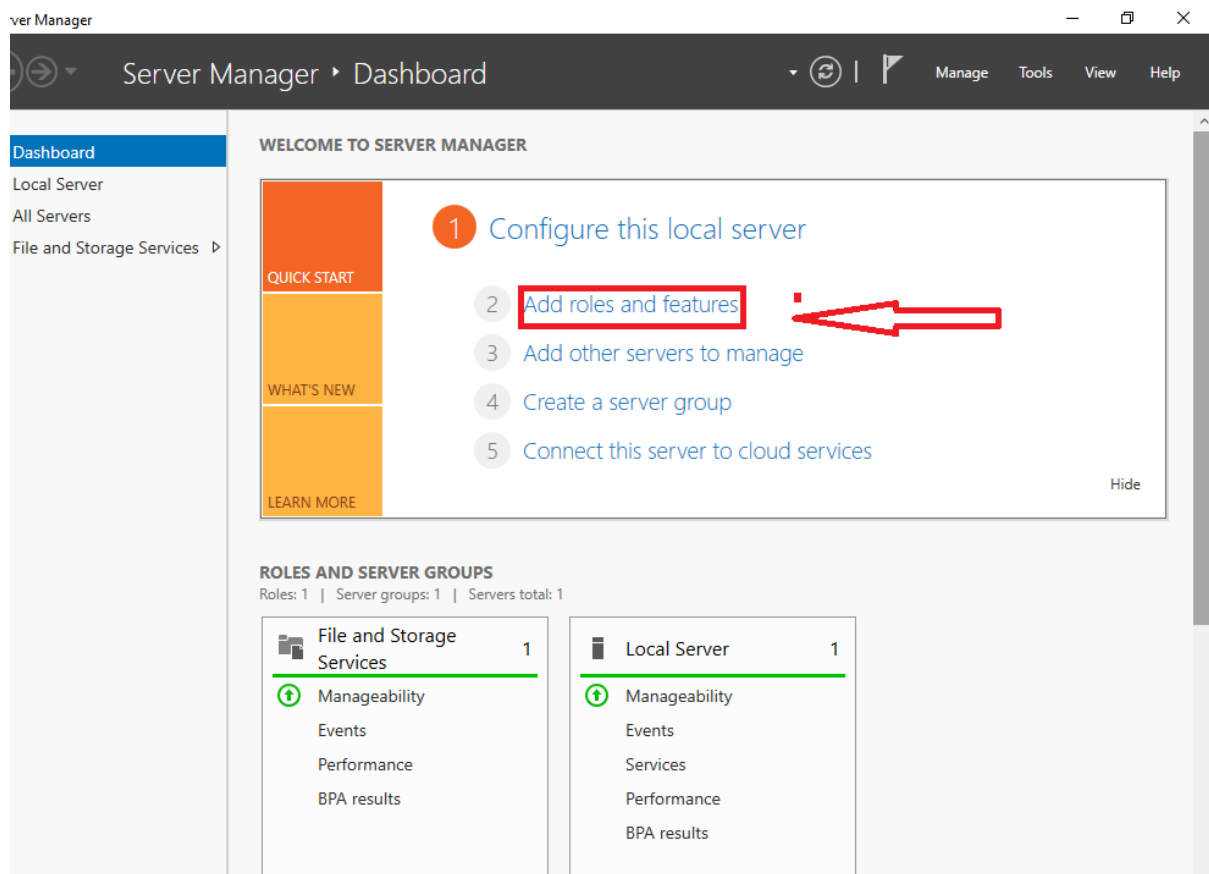 ver Manager
Server Manager ‣ Dashboard
Manage Tools View Help
Dashboard
Local Server
All Servers
File and Storage Services
WELCOME TO SERVER MANAGER
QUICK START
WHAT'S NEW
LEARN MORE
1 Configure this local server
2 Add roles and features
3 Add other servers to manage
4 Create a server group
5 Connect this server to cloud services
Hide
ROLES AND SERVER GROUPS
Roles: 1 | Server groups: 1 | Servers total: 1
File and Storage
Services
1
Manageability
Events
Performance
BPA results
Local Server 1
Manageability
Events
Services
Performance
BPA results